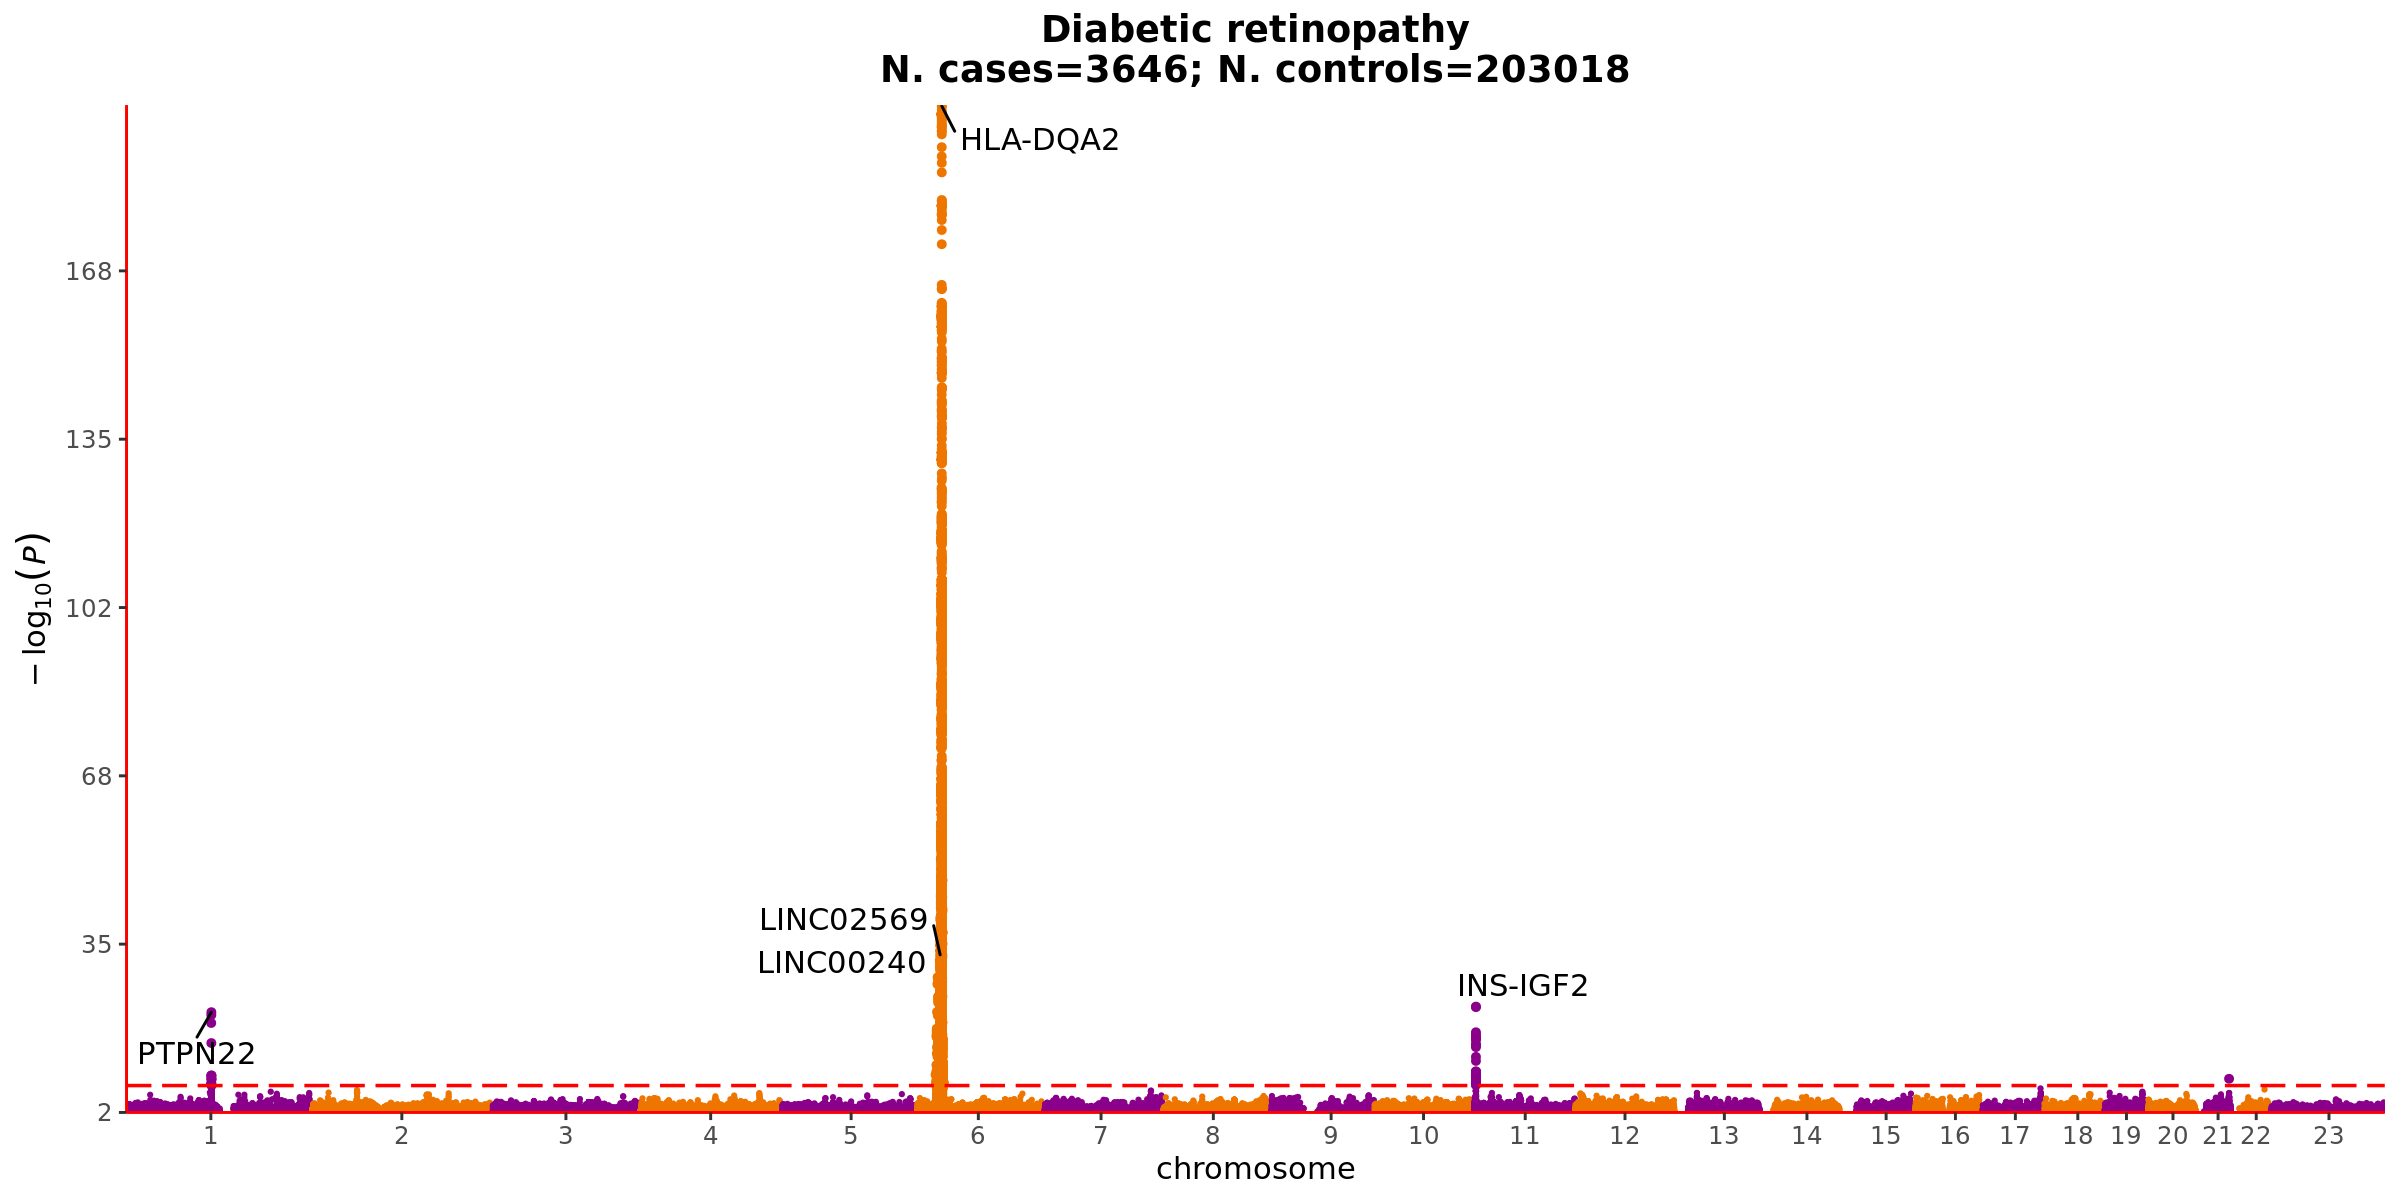 Diabetic retinopathy
N. cases=3646; N. controls=203018
HLA-DQA2
168
135
102
68
35
2
− log10(P)
LINC02569
LINC00240
INS-IGF2
PTPN22
1 2 3 4 5 6 7 8 9 10 11 12 13 14 15 16 17 18 19 20 21 22 23
chromosome